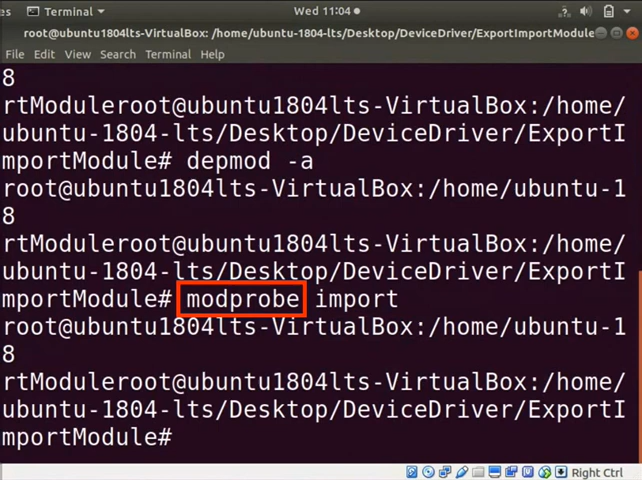 es Terminal Wed 11:04
root@ubuntu1804lts-VirtualBox: /home/ubuntu-1804-lts/Desktop/DeviceDriver/ExportImportModule
File Edit View Search Terminal Help
8
rtModuleroot@ubuntu1804lts-VirtualBox:/home/
ubuntu-1804-lts/Desktop/DeviceDriver/ExportI
mportModule# depmod -a
root@ubuntu1804lts-VirtualBox:/home/ubuntu-1
8
rtModuleroot@ubuntu1804lts-VirtualBox:/home/
ubuntu-1804-lts/Desktop/DeviceDriver/ExportI
mportModule# modprobe import
root@ubuntu1804lts-VirtualBox:/home/ubuntu-1
8
rtModuleroot@ubuntu1804lts-VirtualBox:/home/
ubuntu-1804-lts/Desktop/DeviceDriver/ExportI
mportModule#
Right Ctrl